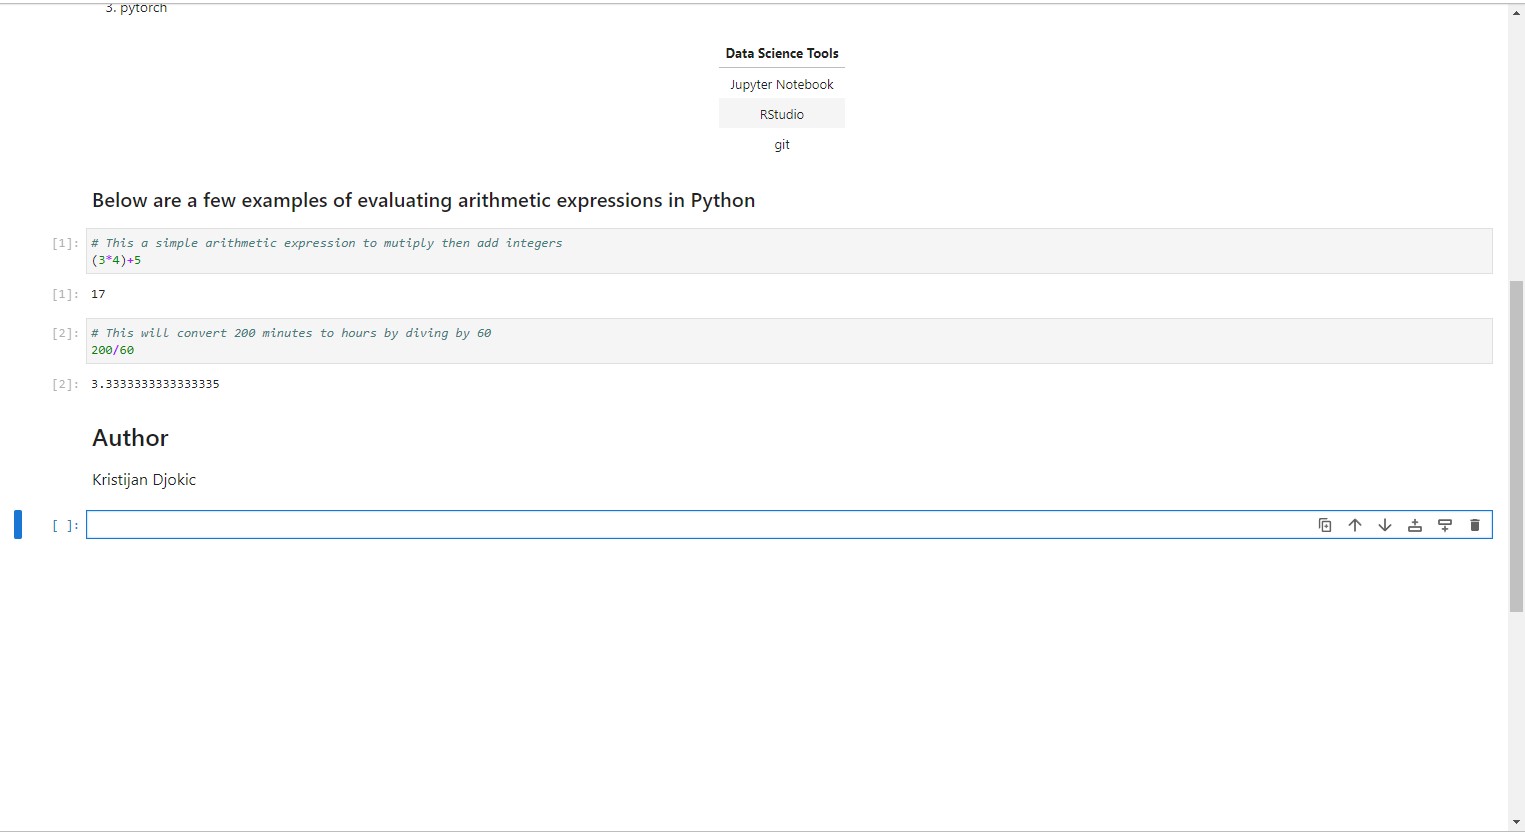 3. pytorch
Data Science Tools
Jupyter Notebook
RStudio
git
Below are a few examples of evaluating arithmetic expressions in Python
[1]: # This a simple arithmetic expression to mutiply then add integers
(3*4)+5
[1]: 17
[2]: # This will convert 200 minutes to hours by diving by 60
200/60
[2]: 3.3333333333333335
Author
Kristijan Djokic
[ ]: